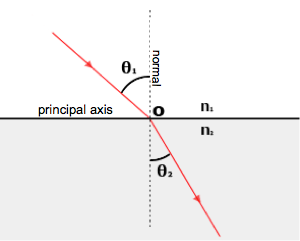 θ₁
normal
principal axis
O
n₁
n₂
θ₂